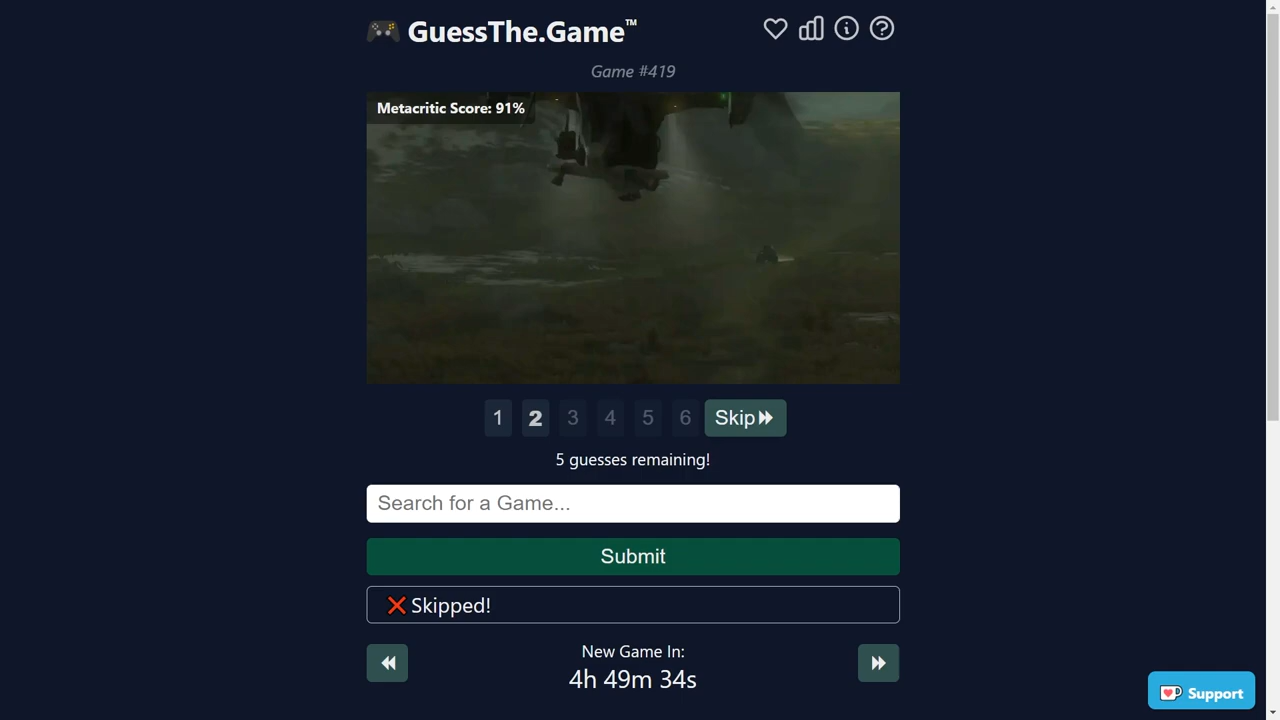 GuessThe.Game™
Game #419
Metacritic Score: 91%
1 2 3 4 5 6 Skip
5 guesses remaining!
Search for a Game...
Submit
❌ Skipped!
New Game In:
4h 49m 34s
Support